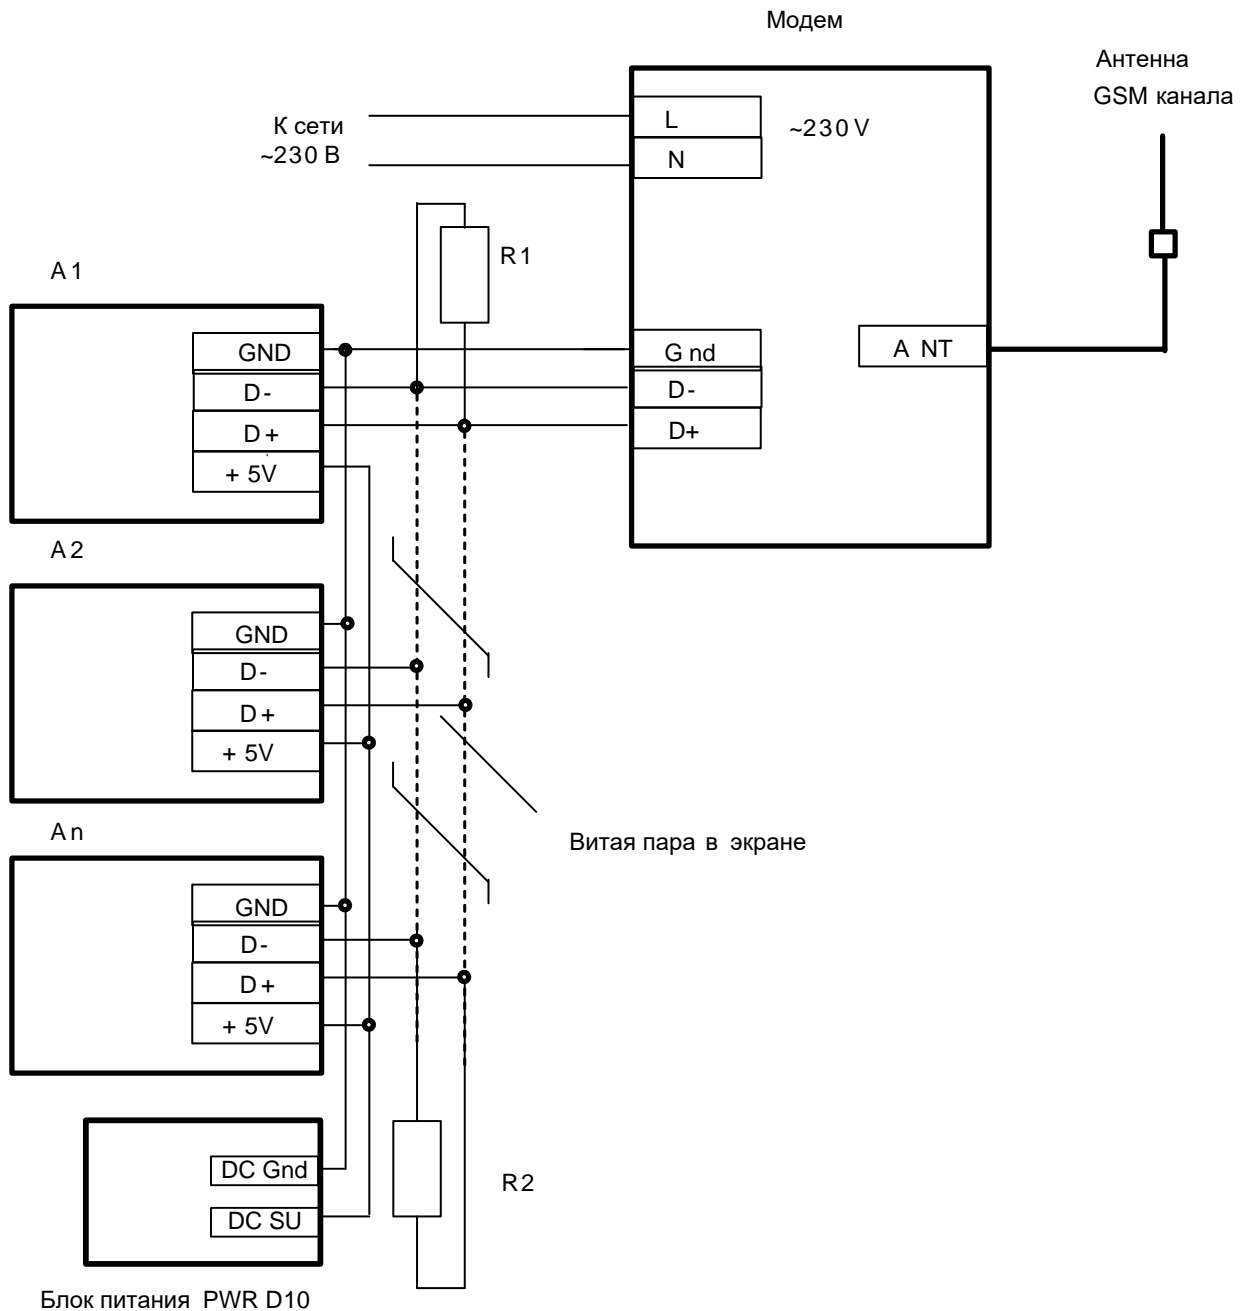 Модем
Антенна
GSM канала
К сети
~230 В
L
~230 V
N
R1
A1
GND
D-
D+
+ 5V
G nd
D-
D+
A NT
A2
GND
D-
D+
+ 5V
Витая пара в экране
An
GND
D-
D+
+ 5V
DC Gnd
DC SU
R2
Блок питания PWR D10